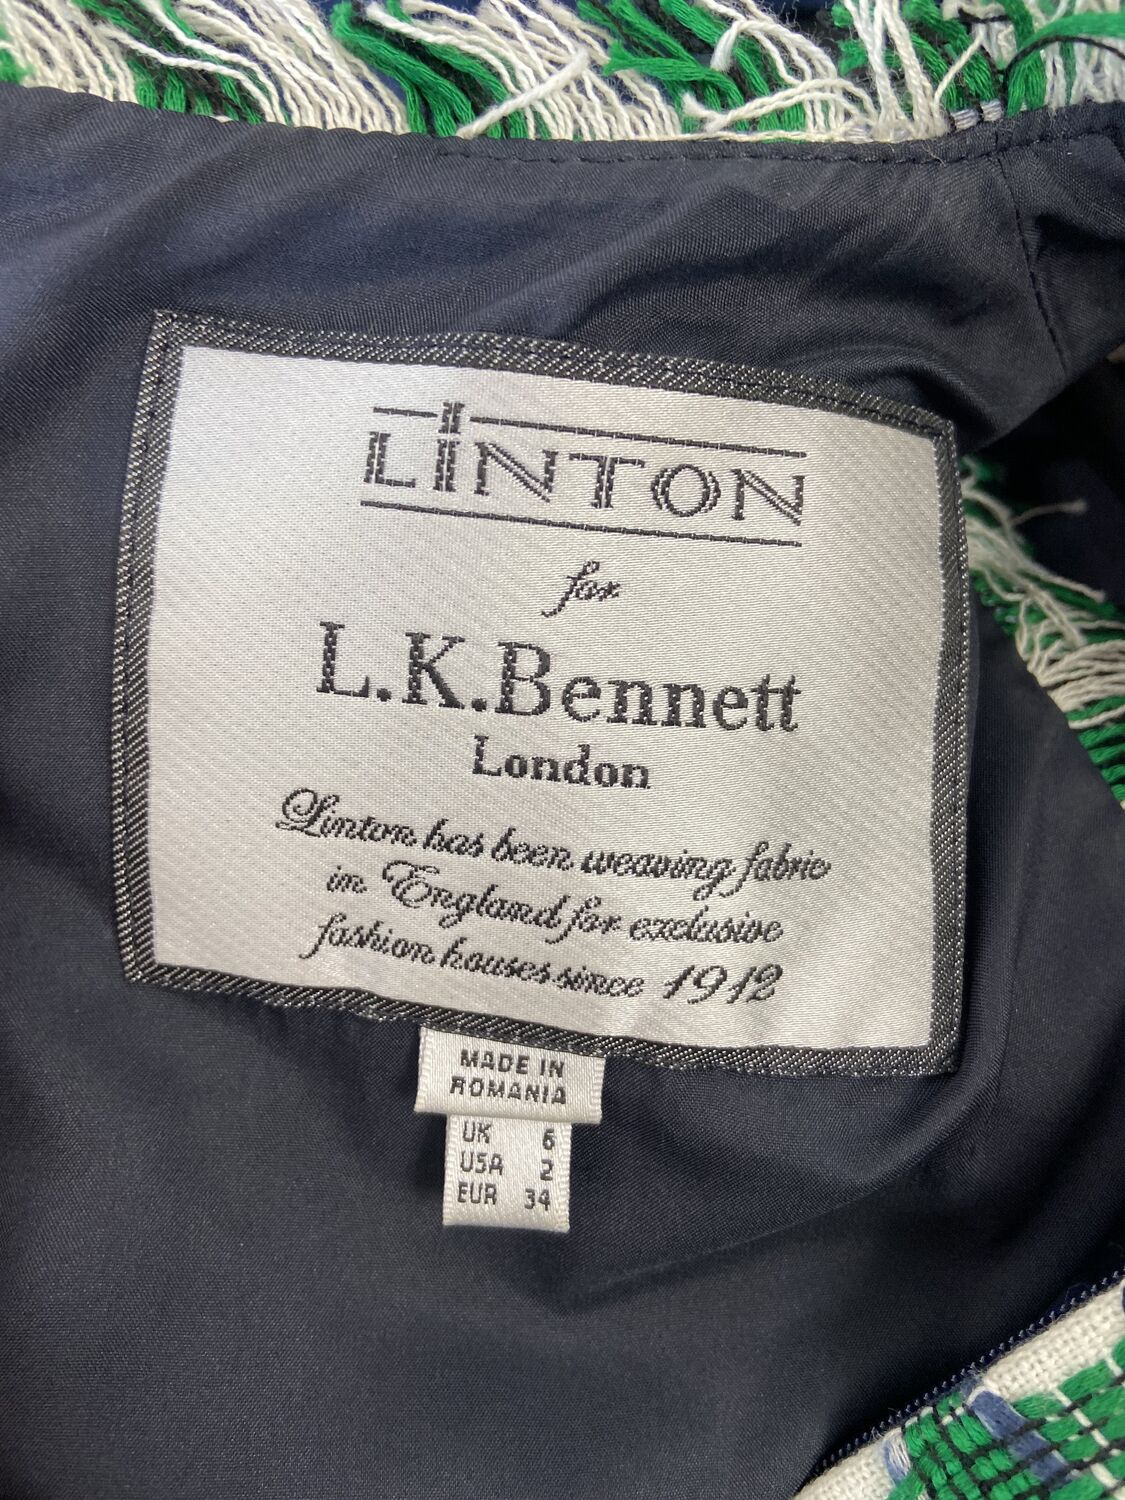 LINTON
for
L.K.Bennett
London
Linton has been weaving fabric
in England for exclusive
fashion houses since 1912
MADE IN
ROMANIA
UK 6
USA 2
EUR 34